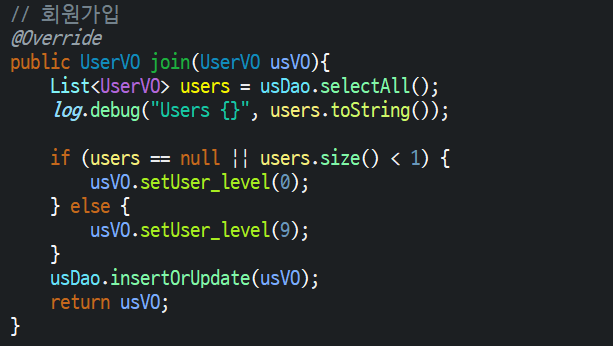 // 회원가입
@Override
public UserVO join(UserVO usVO){
    List<UserVO> users = usDao.selectAll();
    log.debug("Users {}", users.toString());

    if (users == null || users.size() < 1) {
        usVO.setUser_level(0);
    } else {
        usVO.setUser_level(9);
    }
    usDao.insertOrUpdate(usVO);
    return usVO;
}